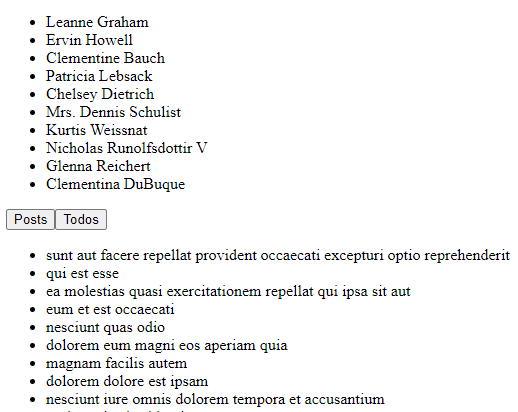 Leanne Graham
Ervin Howell
Clementine Bauch
Patricia Lebsack
Chelsey Dietrich
Mrs. Dennis Schulist
Kurtis Weissnat
Nicholas Runolfsdottir V
Glenna Reichert
Clementina DuBuque
Posts Todos
sunt aut facere repellat provident occaecati excepturi optio reprehenderit
qui est esse
ea molestias quasi exercitationem repellat qui ipsa sit aut
eum et est occaecati
nesciunt quas odio
dolorem eum magni eos aperiam quia
magnam facilis autem
dolorem dolore est ipsam
nesciunt iure omnis dolorem tempora et accusantium